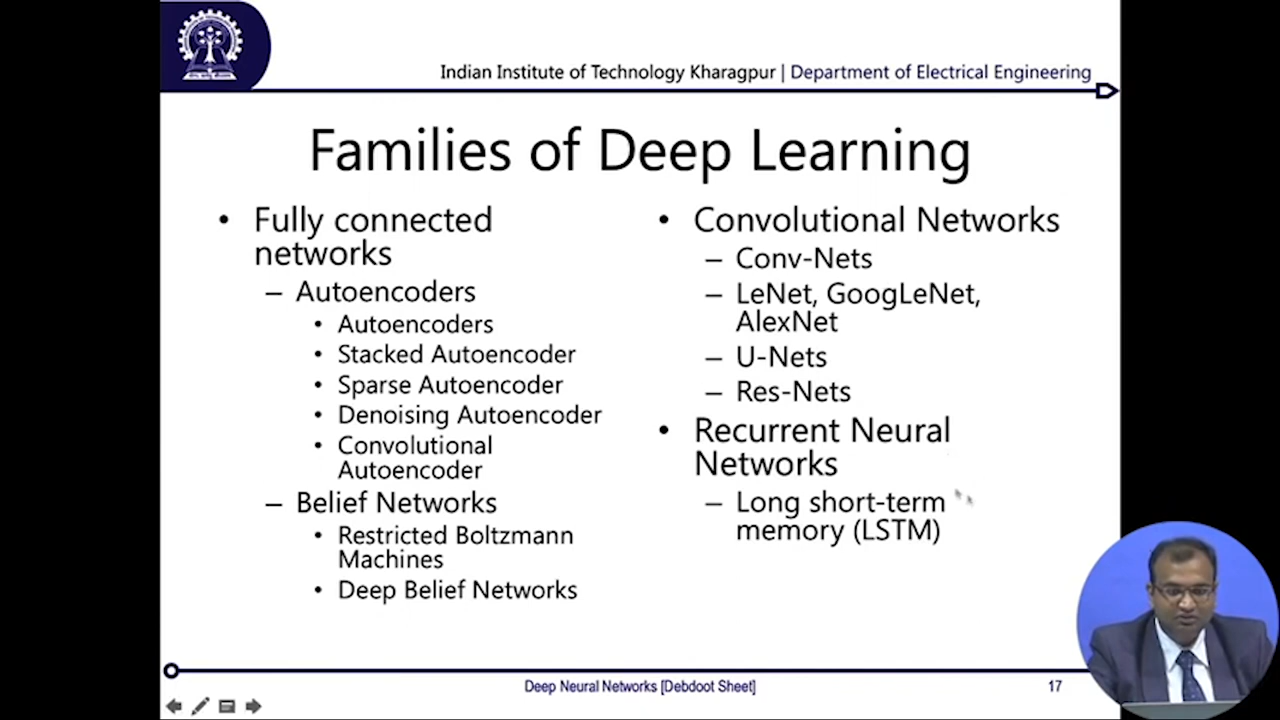 Indian Institute of Technology Kharagpur | Department of Electrical Engineering
Families of Deep Learning
• Fully connected
networks
– Autoencoders
• Autoencoders
• Stacked Autoencoder
• Sparse Autoencoder
• Denoising Autoencoder
• Convolutional
Autoencoder
– Belief Networks
• Restricted Boltzmann
Machines
• Deep Belief Networks
• Convolutional Networks
– Conv-Nets
– LeNet, GoogLeNet,
AlexNet
– U-Nets
– Res-Nets
• Recurrent Neural
Networks
– Long short-term
memory (LSTM)
Deep Neural Networks [Debdoot Sheet]
17